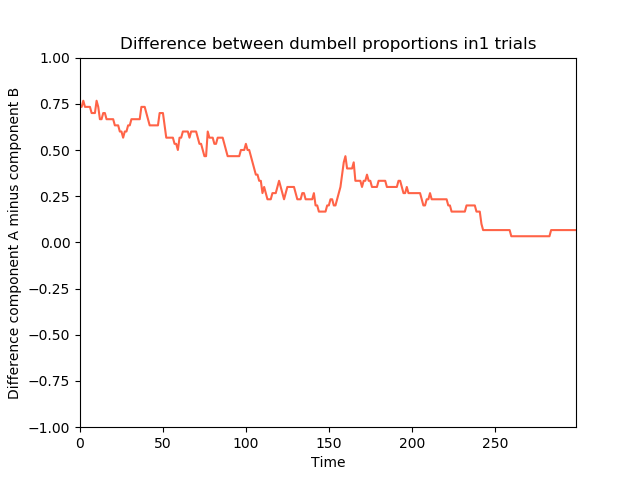 Difference between dumbell proportions in1 trials
Difference component A minus component B
1.00
0.75
0.50
0.25
0.00
−0.25
−0.50
−0.75
−1.00
0 50 100 150 200 250
Time